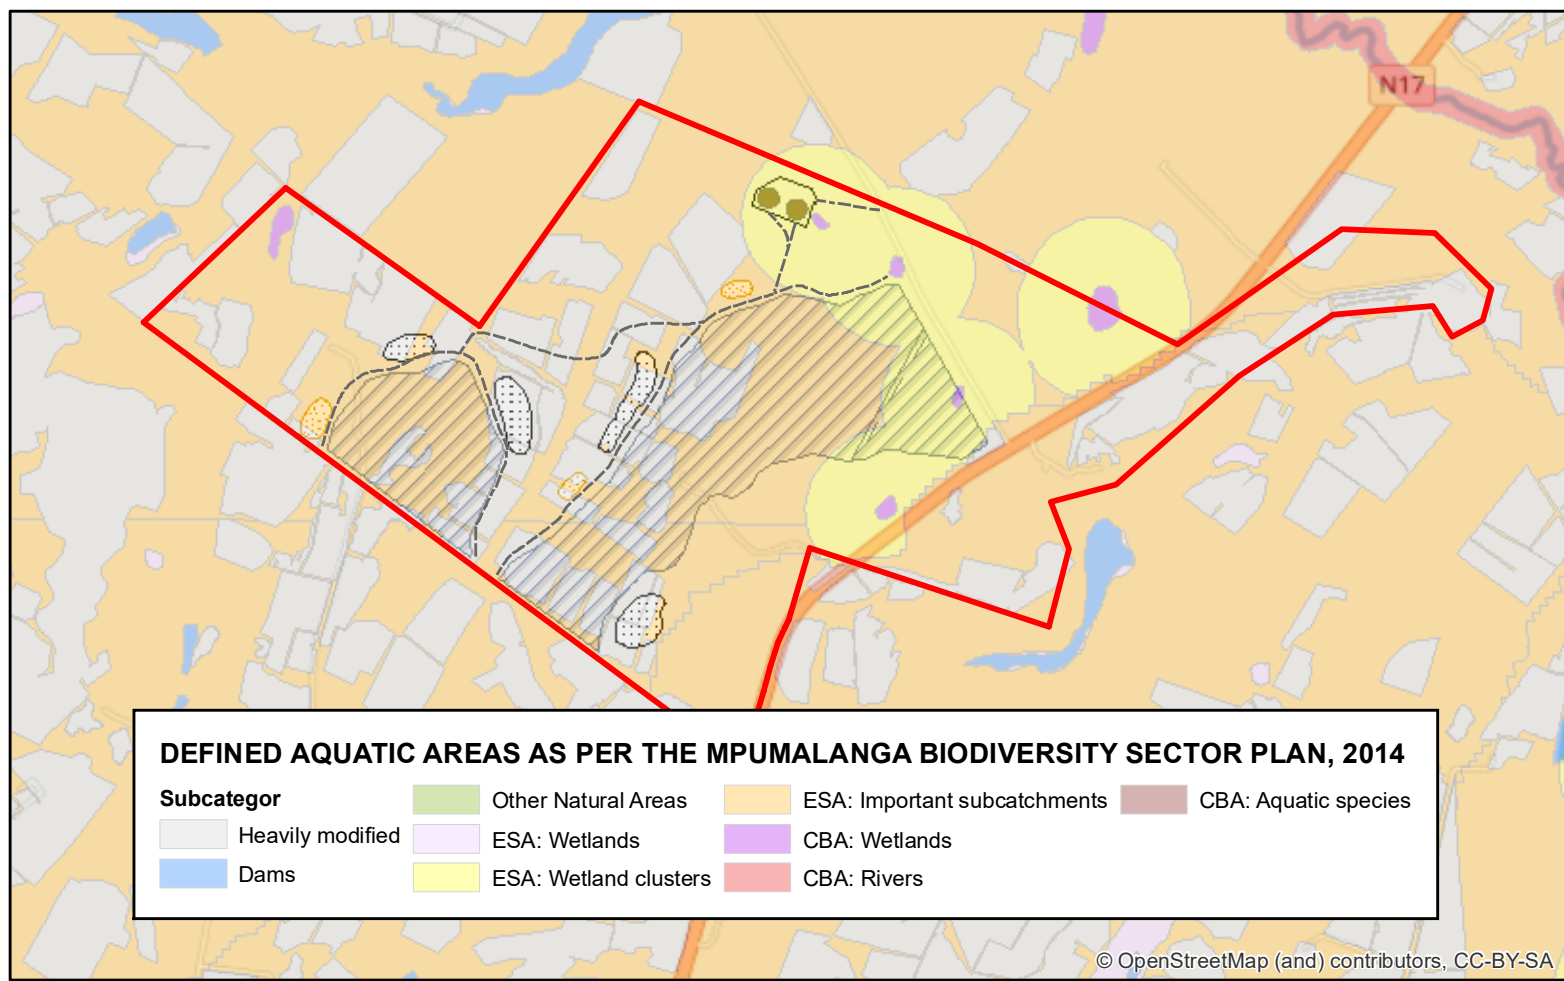 N17
DEFINED AQUATIC AREAS AS PER THE MPUMALANGA BIODIVERSITY SECTOR PLAN, 2014
Subcategor
Heavily modified
Dams
Other Natural Areas
ESA: Wetlands
ESA: Wetland clusters
ESA: Important subcatchments
CBA: Wetlands
CBA: Rivers
CBA: Aquatic species
© OpenStreetMap (and) contributors, CC-BY-SA